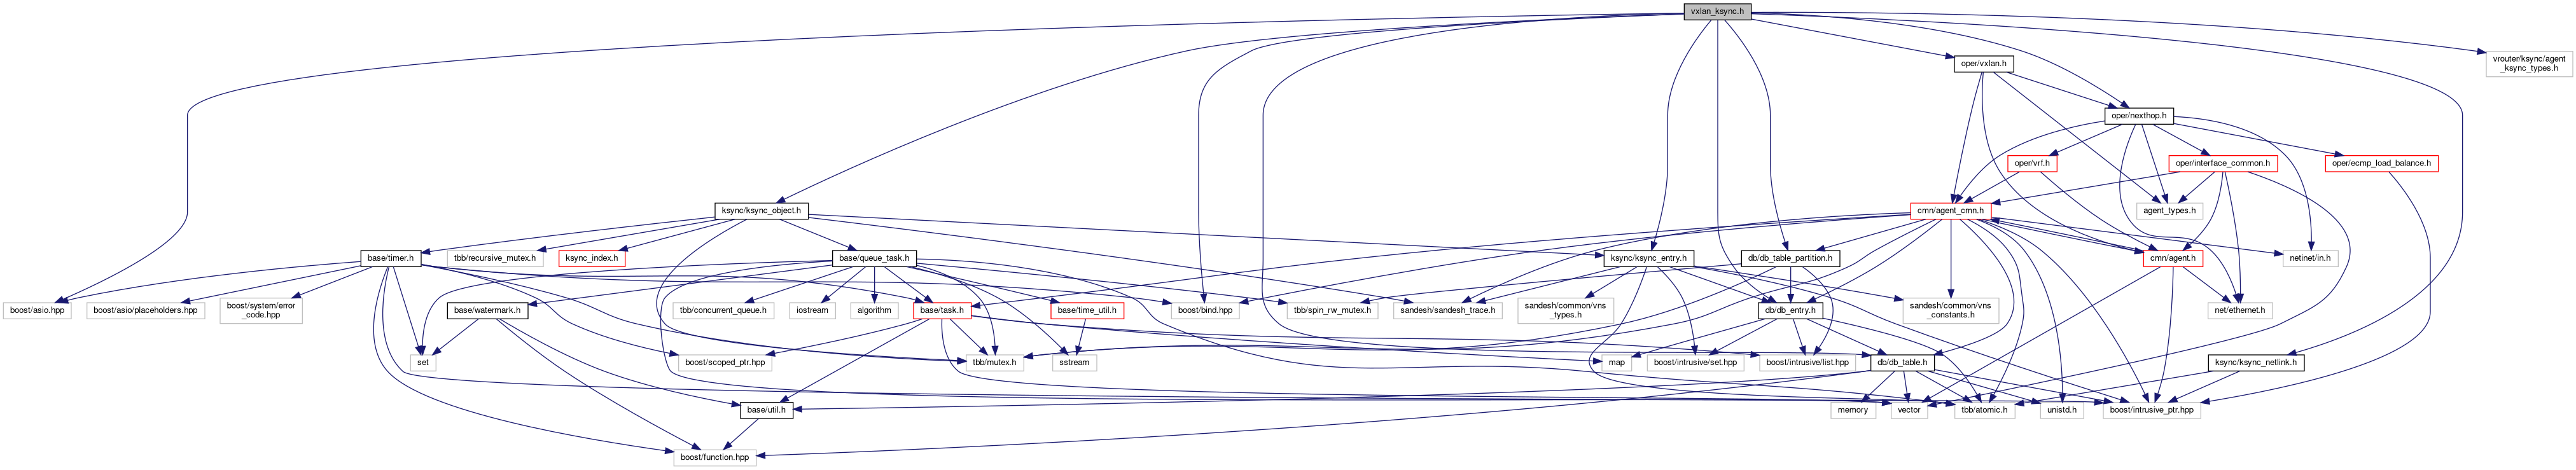 vxlan_ksync.h
oper/vxlan.h
vrouter/ksync/agent
_ksync_types.h
oper/nexthop.h
oper/vrf.h
oper/interface_common.h
oper/ecmp_load_balance.h
ksync/ksync_object.h
cmn/agent_cmn.h
agent_types.h
base/timer.h
tbb/recursive_mutex.h
ksync_index.h
base/queue_task.h
ksync/ksync_entry.h
db/db_table_partition.h
cmn/agent.h
netinet/in.h
boost/asio.hpp
boost/asio/placeholders.hpp
boost/system/error
_code.hpp
base/watermark.h
tbb/concurrent_queue.h
iostream
algorithm
base/task.h
base/time_util.h
boost/bind.hpp
tbb/spin_rw_mutex.h
sandesh/sandesh_trace.h
sandesh/common/vns
_types.h
db/db_entry.h
sandesh/common/vns
_constants.h
net/ethernet.h
set
boost/scoped_ptr.hpp
tbb/mutex.h
sstream
map
boost/intrusive/set.hpp
boost/intrusive/list.hpp
db/db_table.h
ksync/ksync_netlink.h
base/util.h
memory
vector
tbb/atomic.h
unistd.h
boost/intrusive_ptr.hpp
boost/function.hpp